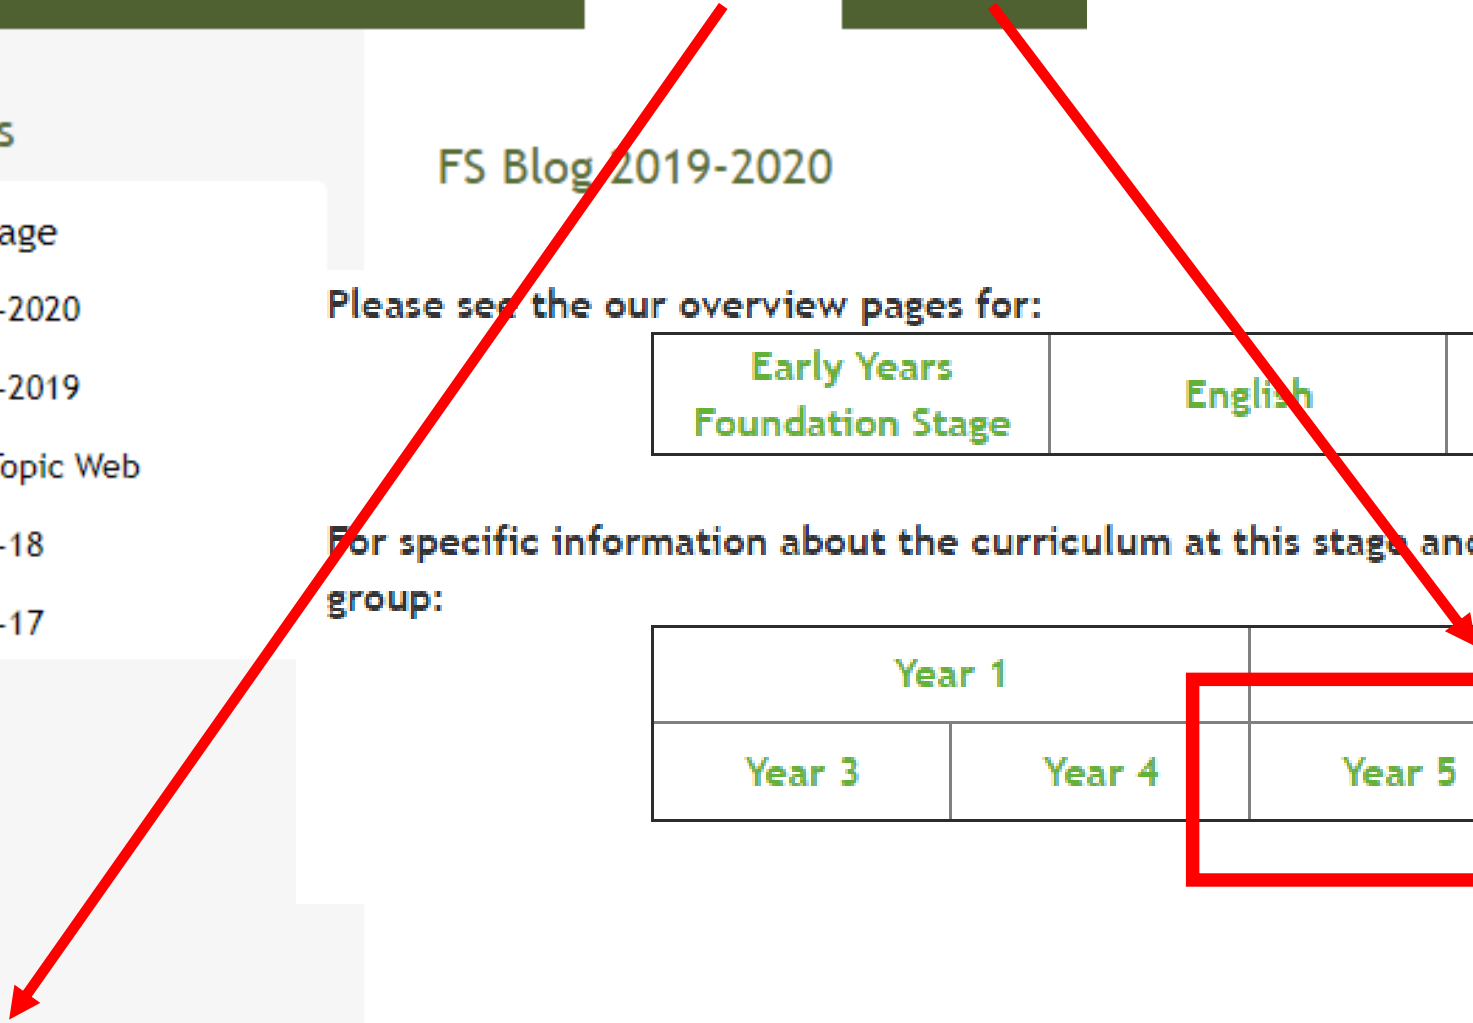 s
FS Blog 2019-2020
age
-2020
-2019
Topic Web
-18
-17
Please see the our overview pages for:
Early Years
Foundation Stage
English
For specific information about the curriculum at this stage and
group:
Year 1
Year 3
Year 4
Year 5